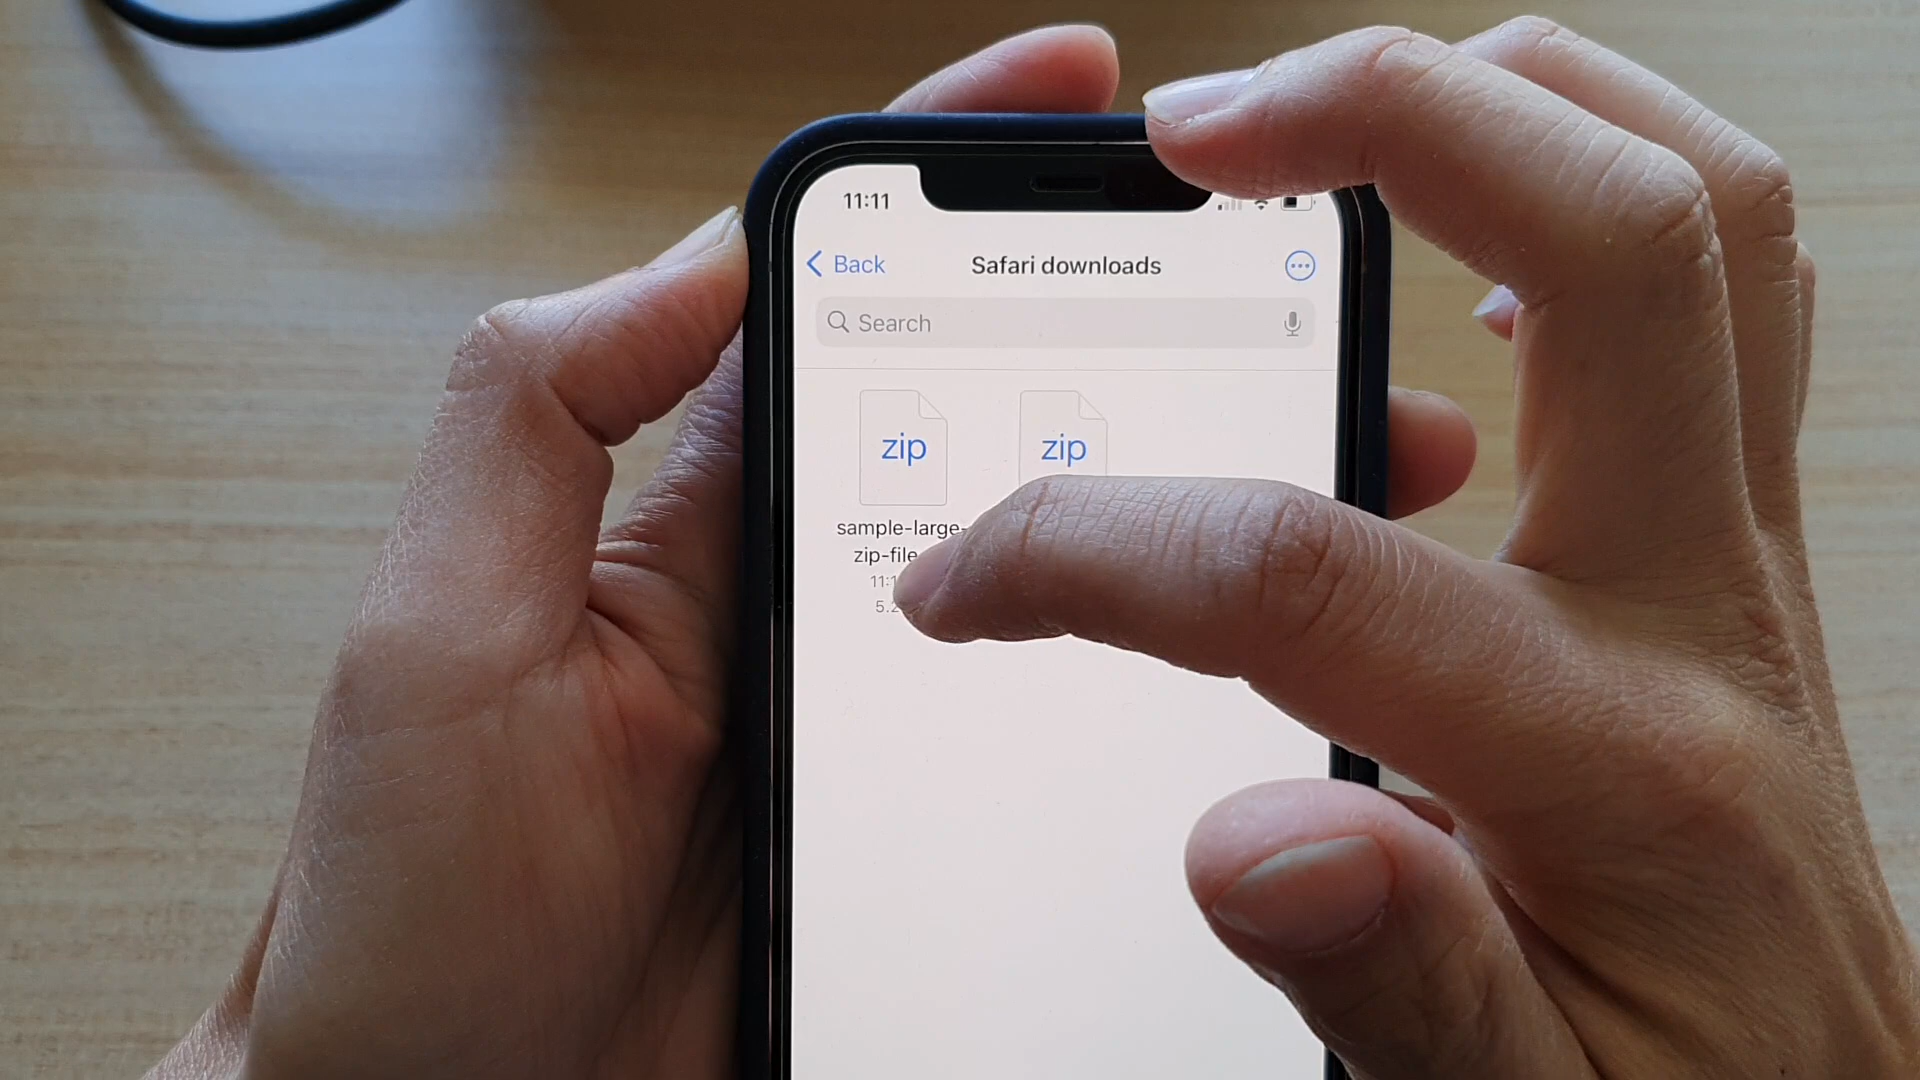 11:11
Back
Safari downloads
Search
zip
zip
sample-large-
zip-file